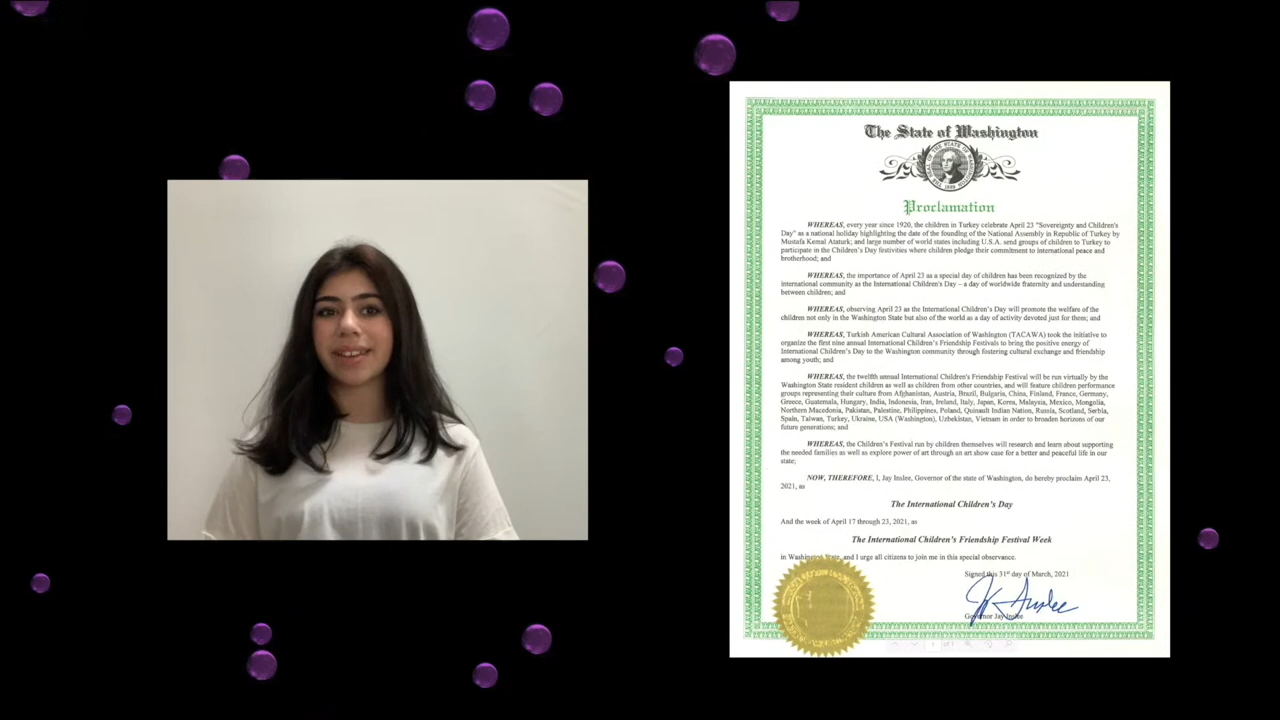 The State of Washington
THE SEAL OF THE STATE OF WASHINGTON 1889
Proclamation
WHEREAS, every year since 1920, the children in Turkey celebrate April 23 "Sovereignty and Children's
Day" as a national holiday highlighting the date of the founding of the National Assembly in Republic of Turkey by
Mustafa Kemal Ataturk; and large number of world states including U.S.A. send groups of children to Turkey to
participate in the Children's Day festivities where children pledge their commitment to international peace and
brotherhood; and
WHEREAS, the importance of April 23 as a special day of children has been recognized by the
international community as the International Children's Day – a day of worldwide fraternity and understanding
between children; and
WHEREAS, observing April 23 as the International Children's Day will promote the welfare of the
children not only in the Washington State but also of the world as a day of activity devoted just for them; and
WHEREAS, Turkish American Cultural Association of Washington (TACAWA) took the initiative to
organize the first nine annual International Children's Friendship Festivals to bring the positive energy of
International Children's Day to the Washington community through fostering cultural exchange and friendship
among youth; and
WHEREAS, the twelfth annual International Children's Friendship Festival will be run virtually by the
Washington State resident children as well as children from other countries, and will feature children performance
groups representing their culture from Afghanistan, Austria, Brazil, Bulgaria, China, Finland, France, Germany,
Greece, Guatemala, Hungary, India, Indonesia, Iran, Ireland, Italy, Japan, Korea, Malaysia, Mexico, Mongolia,
Northern Macedonia, Pakistan, Palestine, Philippines, Poland, Quinault Indian Nation, Russia, Scotland, Serbia,
Spain, Taiwan, Turkey, Ukraine, USA (Washington), Uzbekistan, Vietnam in order to broaden horizons of our
future generations; and
WHEREAS, the Children's Festival run by children themselves will research and learn about supporting
the needed families as well as explore power of art through an art show case for a better and peaceful life in our
state;
NOW, THEREFORE, I, Jay Inslee, Governor of the state of Washington, do hereby proclaim April 23,
2021, as
The International Children's Day
And the week of April 17 through 23, 2021, as
The International Children's Friendship Festival Week
in Washington State, and I urge all citizens to join me in this special observance.
Signed this 31st day of March, 2021
Jay Inslee
Governor Jay Inslee